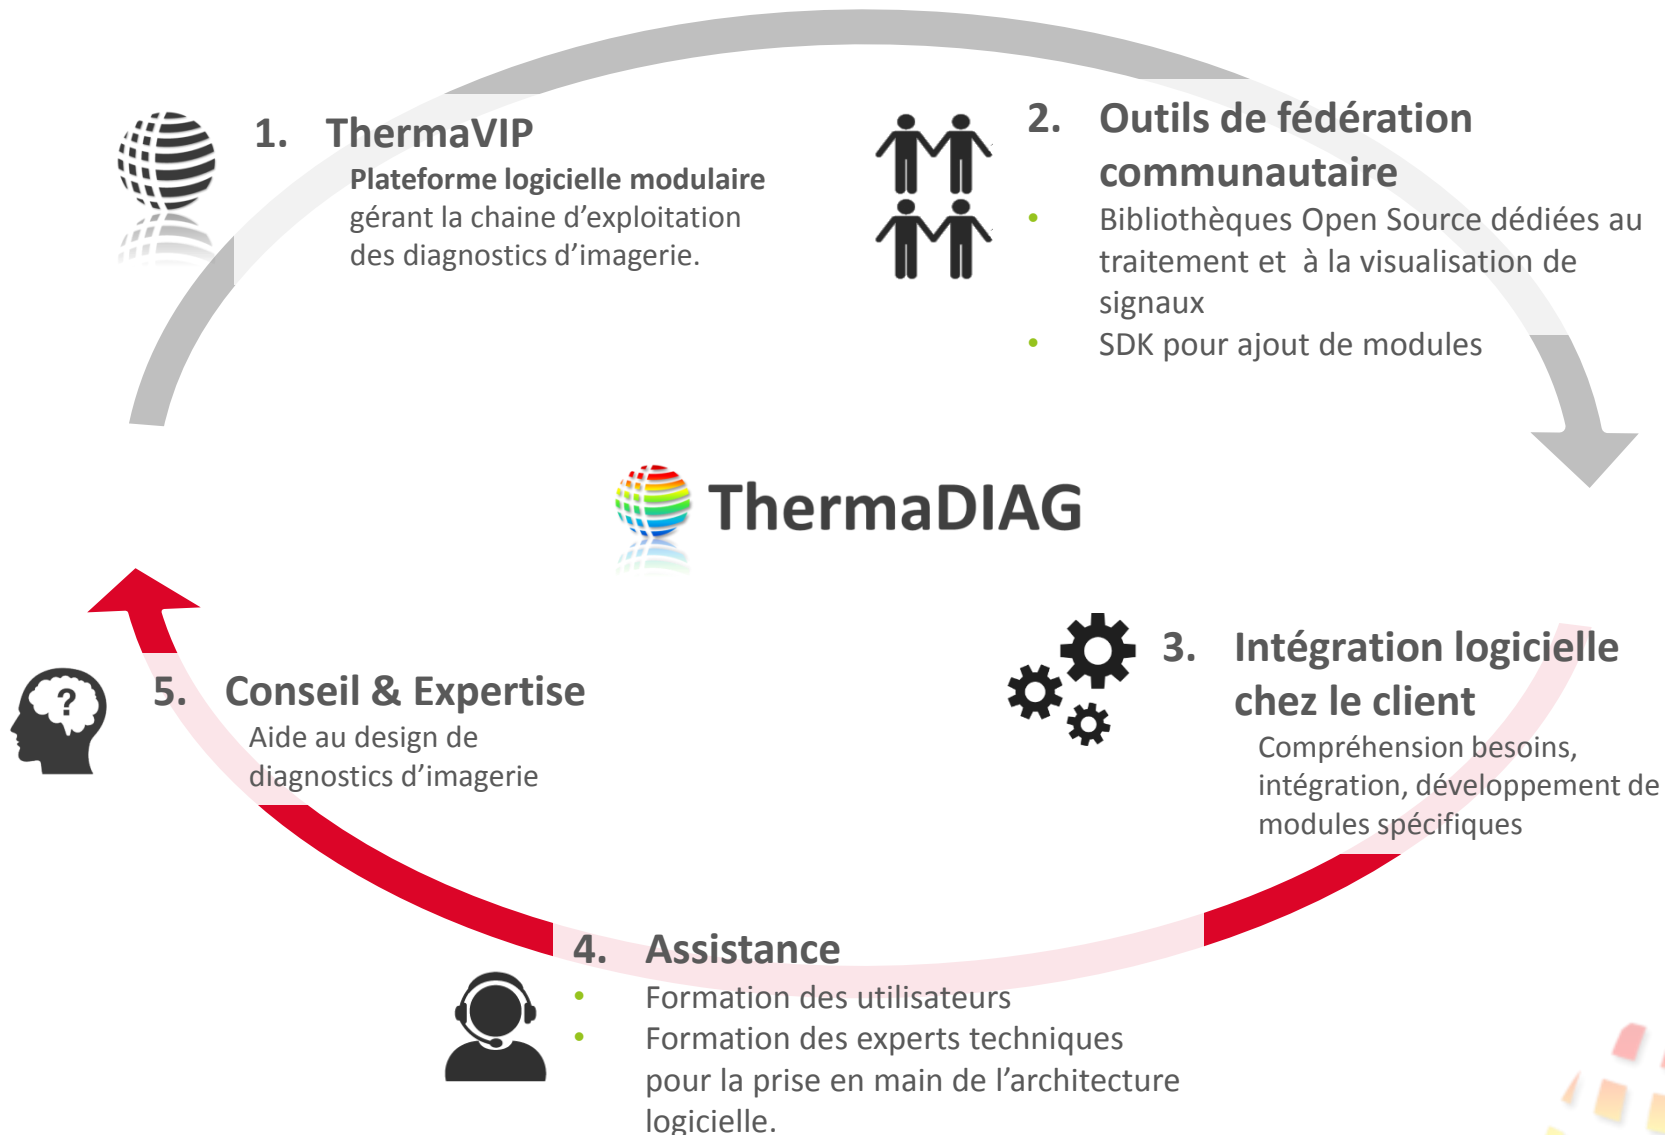 1. ThermaVIP
Plateforme logicielle modulaire
gérant la chaine d’exploitation
des diagnostics d’imagerie.
2. Outils de fédération
communautaire
• Bibliothèques Open Source dédiées au
traitement et à la visualisation de
signaux
• SDK pour ajout de modules
ThermaDIAG
3. Intégration logicielle
chez le client
Compréhension besoins,
intégration, développement de
modules spécifiques
4. Assistance
• Formation des utilisateurs
• Formation des experts techniques
pour la prise en main de l’architecture
logicielle.
?
5. Conseil & Expertise
Aide au design de
diagnostics d’imagerie